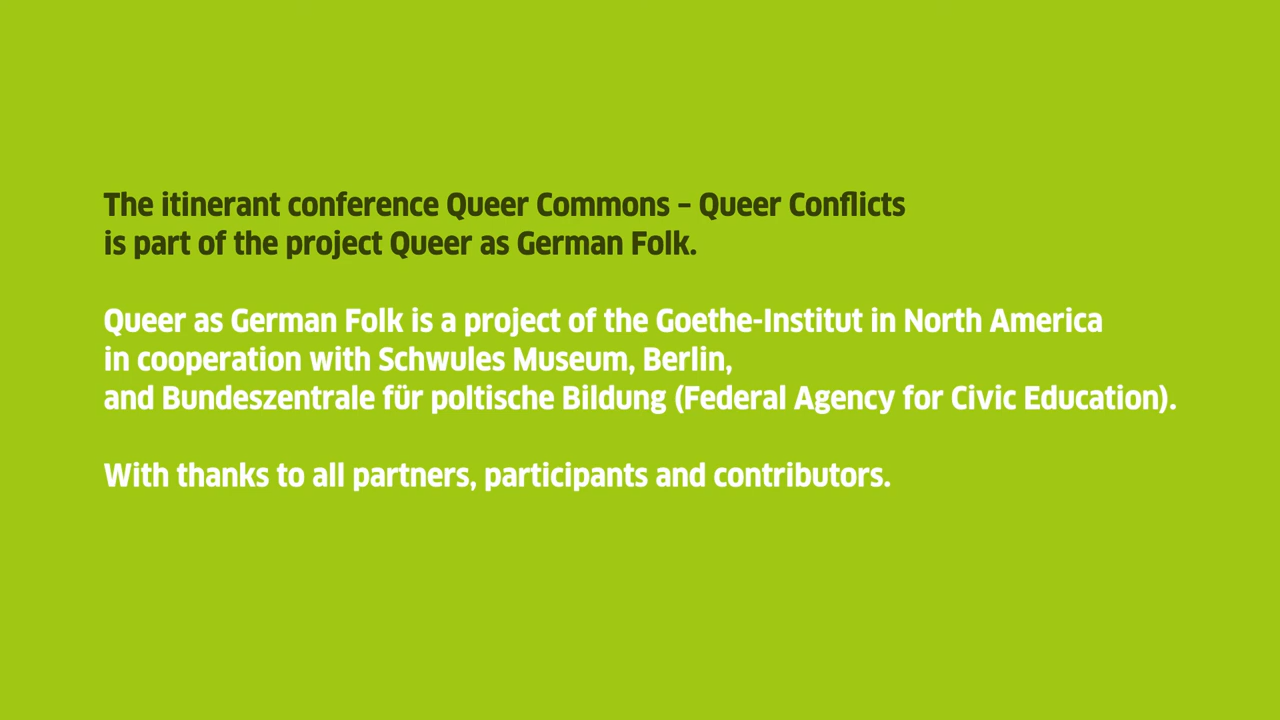 The itinerant conference Queer Commons – Queer Conflicts
is part of the project Queer as German Folk.
Queer as German Folk is a project of the Goethe-Institut in North America
in cooperation with Schwules Museum, Berlin,
and Bundeszentrale für poltische Bildung (Federal Agency for Civic Education).
With thanks to all partners, participants and contributors.